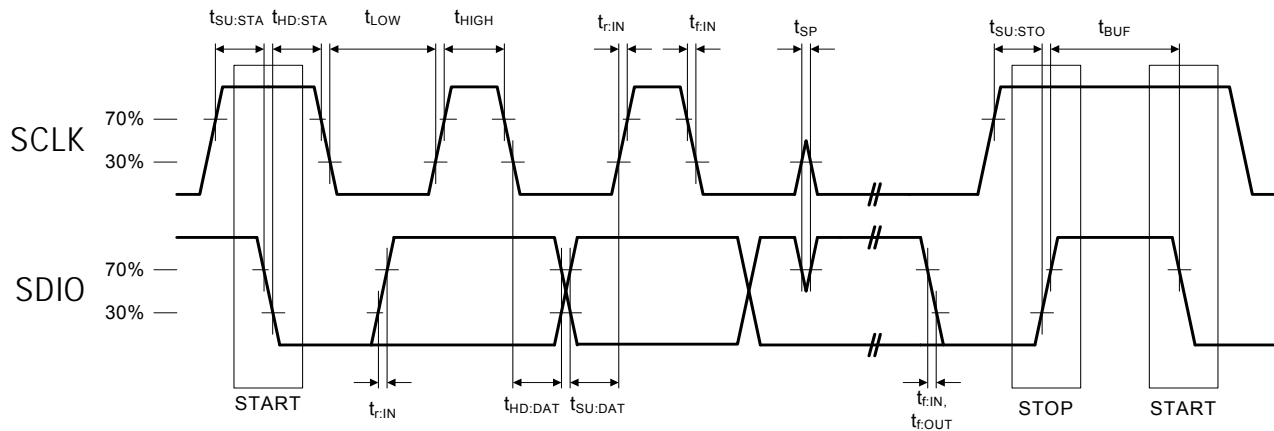 tSU:STA tHD:STA tLOW tHIGH tr:IN tf:IN tSP tSU:STO tBUF
SCLK 70%
30%
SDIO 70%
30%
START tr:IN tHD:DAT tSU:DAT tf:IN,
tf:OUT STOP START